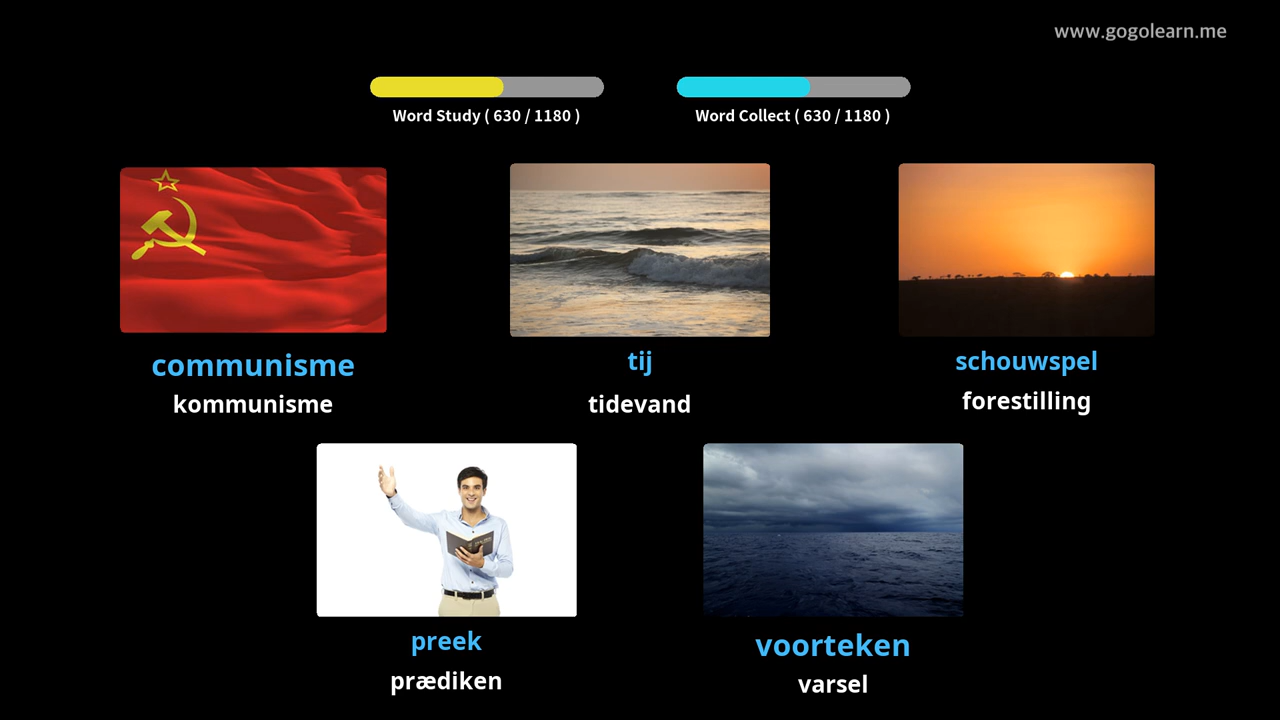 www.gogolearn.me
Word Study ( 630 / 1180 )
Word Collect ( 630 / 1180 )
communisme
kommunisme
tij
tidevand
schouwspel
forestilling
preek
prædiken
voorteken
varsel